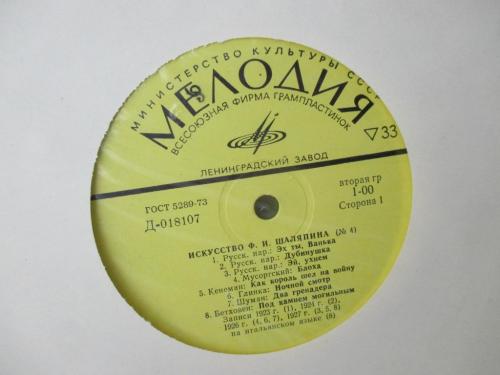 МИНИСТЕРСТВО КУЛЬТУРЫ СССР
МЕЛОДИЯ
ВСЕСОЮЗНАЯ ФИРМА ГРАМПЛАСТИНОК
33
ЛЕНИНГРАДСКИЙ ЗАВОД
ГОСТ 5289-73
Д-018107
вторая гр
1-00
Сторона 1
ИСКУССТВО Ф. И. ШАЛЯПИНА (№ 4)
1. Русск. нар.: Эх ты, Ванька
2. Русск. нар.: Дубинушка
3. Русск. нар.: Эй, ухнем
4. Мусоргский: Блоха
5. Кенеман: Как король шел на войну
6. Глинка: Ночной смотр
7. Шуман: Два гренадера
8. Бетховен: Под камнем могильным
Записи 1923 г. (1), 1924 г. (2),
1926 г. (4, 6, 7), 1927 г. (3, 5, 8)
на итальянском языке (8)